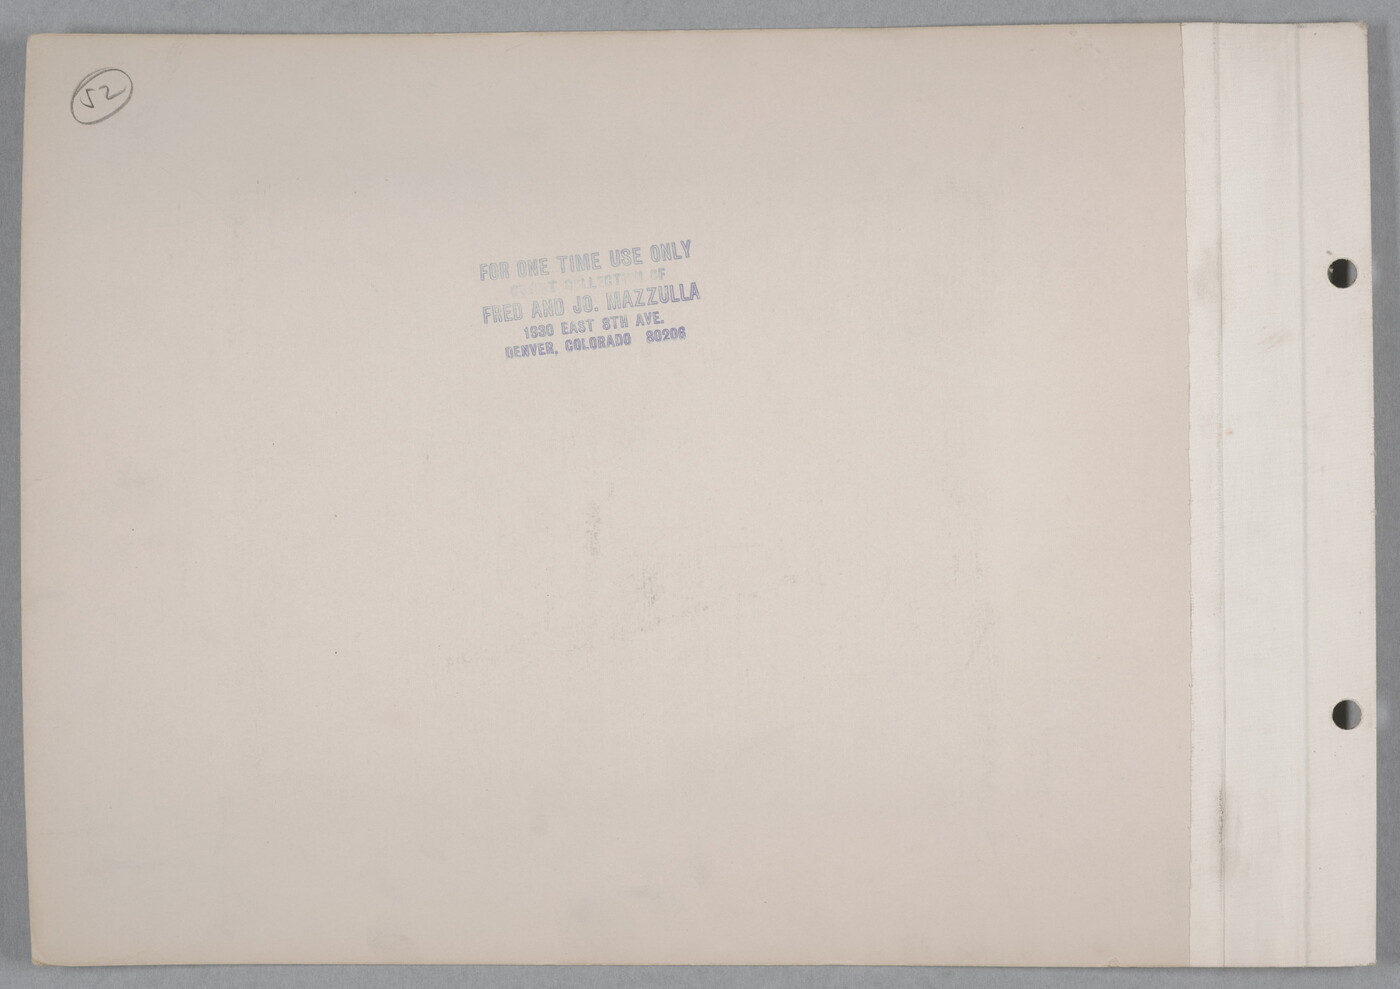 52
FOR ONE TIME USE ONLY
COLLECTION OF
FRED AND JO. MAZZULLA
1930 EAST 8TH AVE.
DENVER, COLORADO 80206